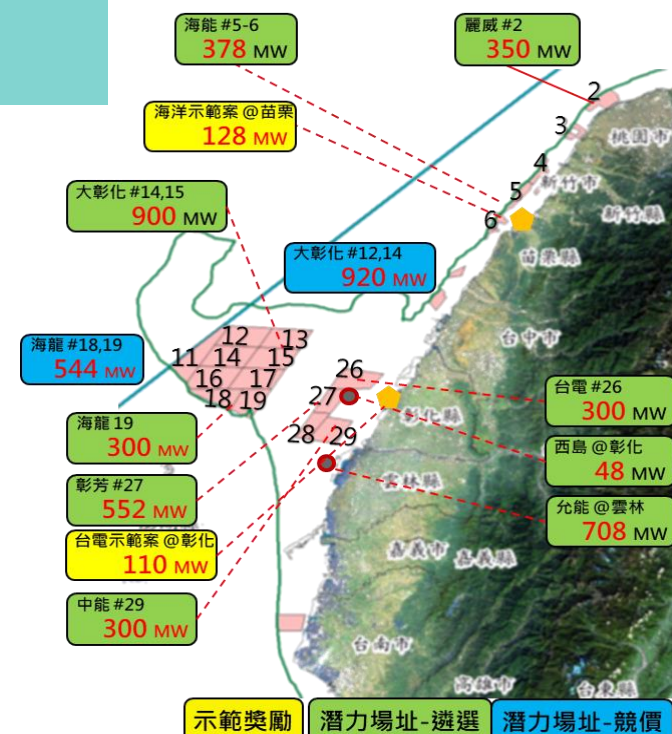 海能 #5-6
378 MW
麗威 #2
350 MW
海洋示範案 @苗栗
128 MW
大彰化 #14,15
900 MW
大彰化 #12,14
920 MW
海龍 #18,19
544 MW
海龍 19
300 MW
彰芳 #27
552 MW
台電示範案 @彰化
110 MW
中能 #29
300 MW
台電 #26
300 MW
西島 @彰化
48 MW
允能 @雲林
708 MW
2
3
4
5
6
桃園市
新竹市
新竹縣
苗栗縣
台中市
彰化縣
雲林縣
嘉義市
嘉義縣
台南市
高雄市
台東縣
12
13
11
14
15
16
17
18
19
26
27
28
29
示範獎勵
潛力場址-遴選
潛力場址-競價